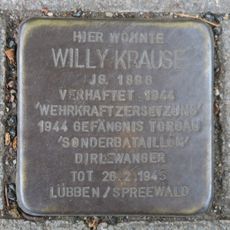 HIER WOHNTE
WILLY KRAUSE
JG. 1898
VERHAFTET 1944
'WEHRKRAFTZERSETZUNG'
1944 GEFÄNGNIS TORGAU
'SONDERBATAILLON'
DIRLEWANGER
TOT 26.2.1945
LÜBBEN / SPREEWALD